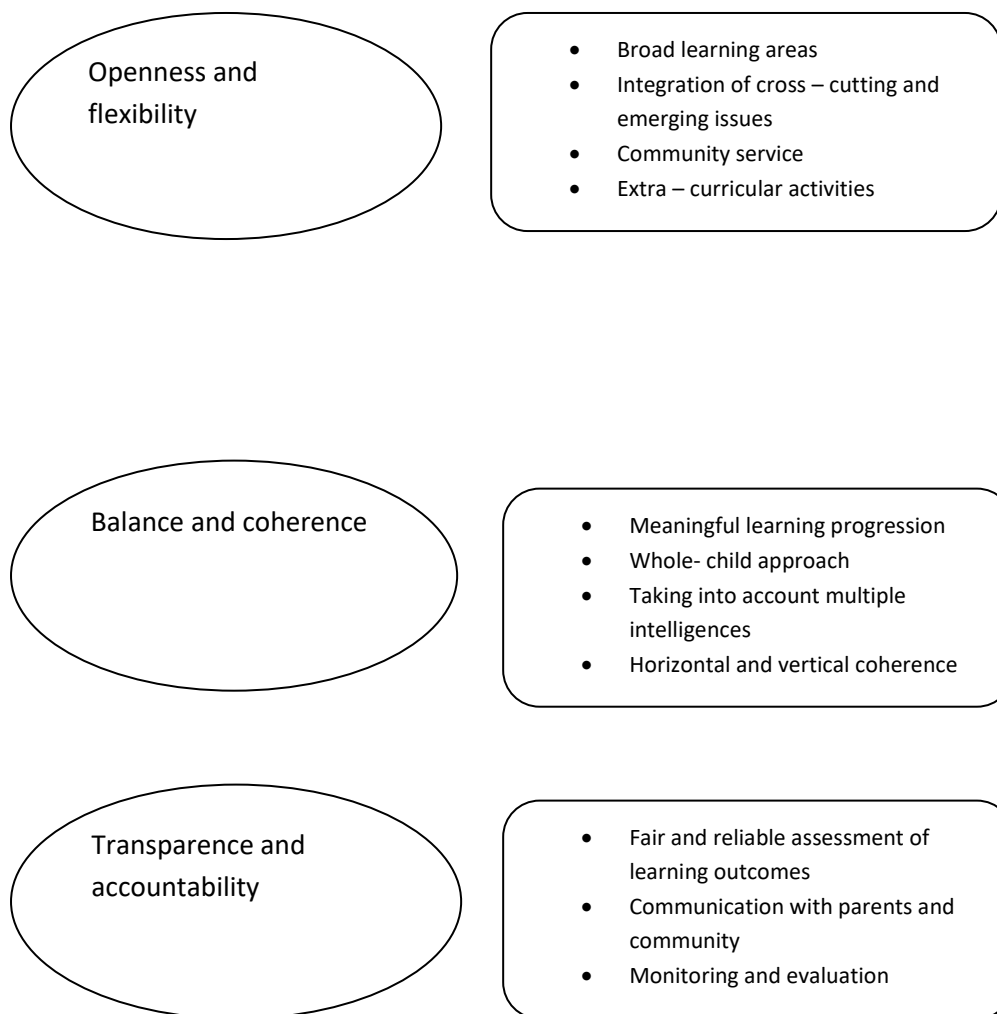 Openness and
flexibility
• Broad learning areas
• Integration of cross – cutting and
emerging issues
• Community service
• Extra – curricular activities
Balance and coherence
• Meaningful learning progression
• Whole- child approach
• Taking into account multiple
intelligences
• Horizontal and vertical coherence
Transparence and
accountability
• Fair and reliable assessment of
learning outcomes
• Communication with parents and
community
• Monitoring and evaluation